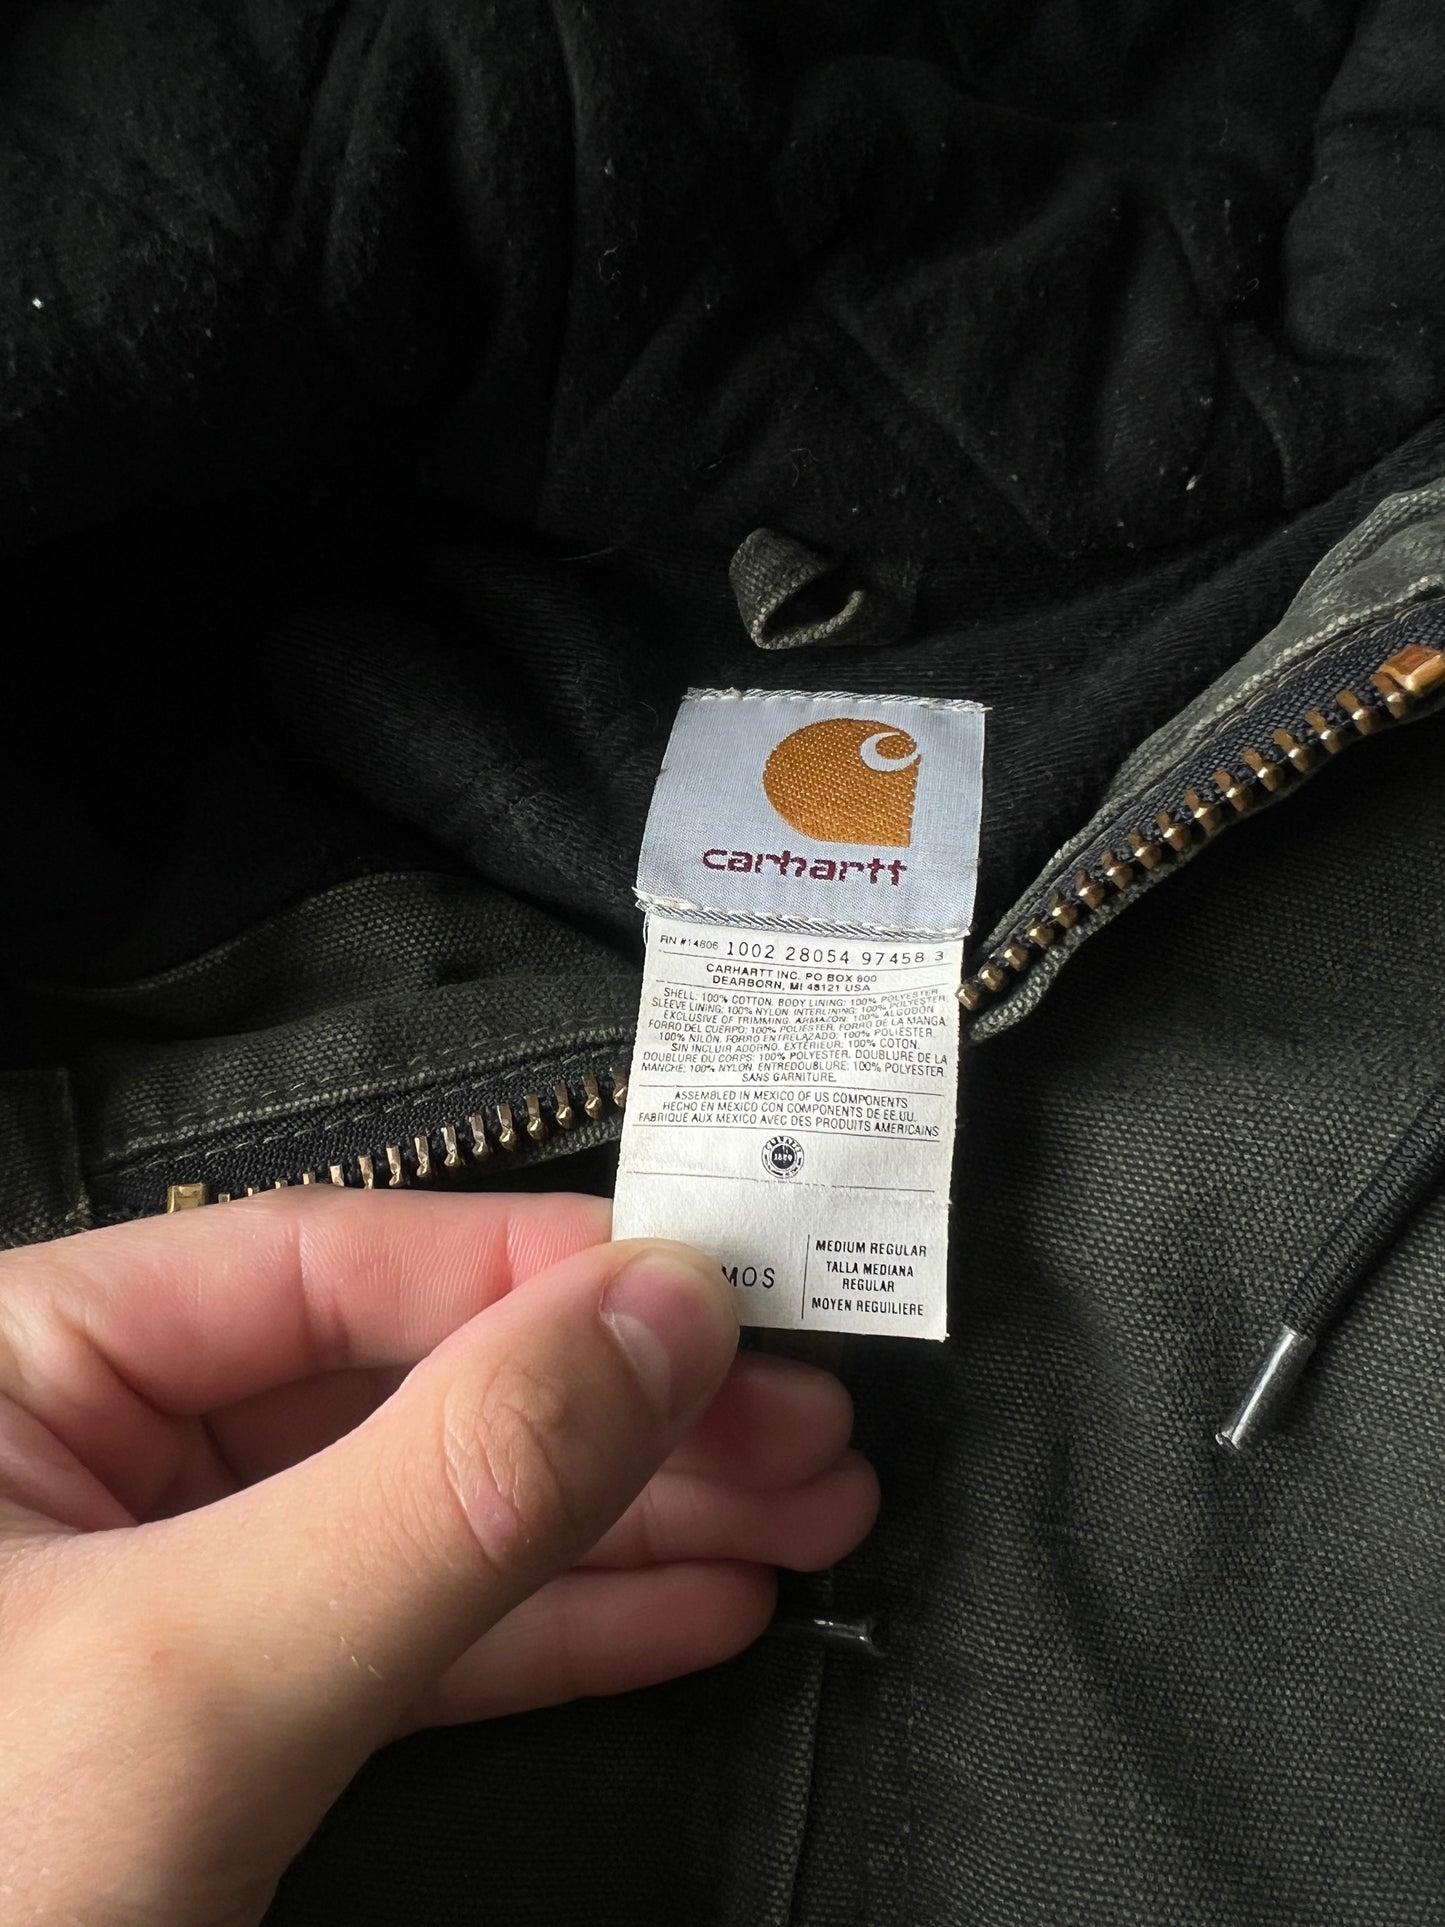 carhartt
RN #14806 1002 28054 97458 3
CARHARTT INC. PO BOX 600
DEARBORN, MI 48121 USA
SHELL: 100% COTTON. BODY LINING: 100% POLYESTER.
SLEEVE LINING: 100% NYLON INTERLINING: 100% POLYESTER.
EXCLUSIVE OF TRIMMING. ARMAZON: 100% ALGODON
FORRO DEL CUERPO: 100% POLIESTER. FORRO DE LA MANGA:
100% NILON. FORRO ENTRELAZADO: 100% POLIESTER.
SIN INCLUIR ADORNO. EXTÉRIEUR: 100% COTON.
DOUBLURE DU CORPS: 100% POLYESTER. DOUBLURE DE LA
MANCHE: 100% NYLON. ENTREDOUBLURE: 100% POLYESTER
SANS GARNITURE.
ASSEMBLED IN MEXICO OF US COMPONENTS
HECHO EN MEXICO CON COMPONENTS DE EE.UU.
FABRIQUE AUX MEXICO AVEC DES PRODUITS AMERICAINS
1889
MOS
MEDIUM REGULAR
TALLA MEDIANA
REGULAR
MOYEN REGUILIERE